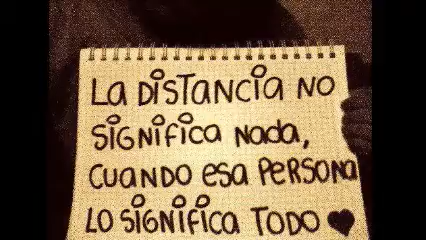 La DISTANCIA NO
SIGNIFICA Nada,
CUANDO esa PERSONA
LO SIGNIFICA TODO ♥